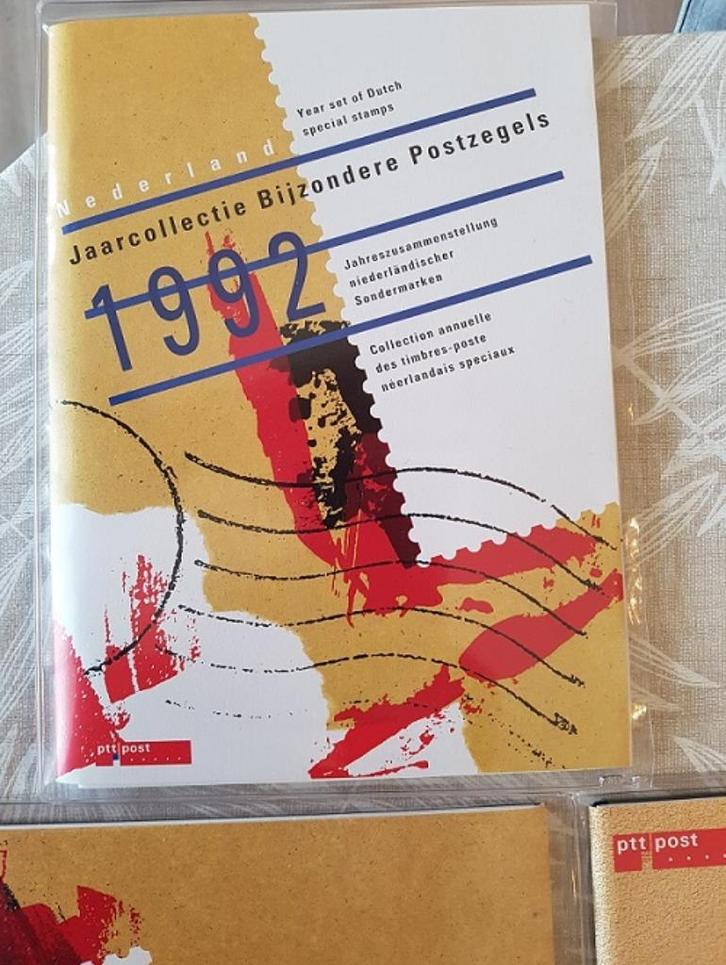 Year set of Dutch
special stamps
Nederland
Jaarcollectie Bijzondere Postzegels
1992
Jahreszusammenstellung
niederländischer
Sondermarken
Collection annuelle
des timbres-poste
néerlandais speciaux
ptt post
ptt post